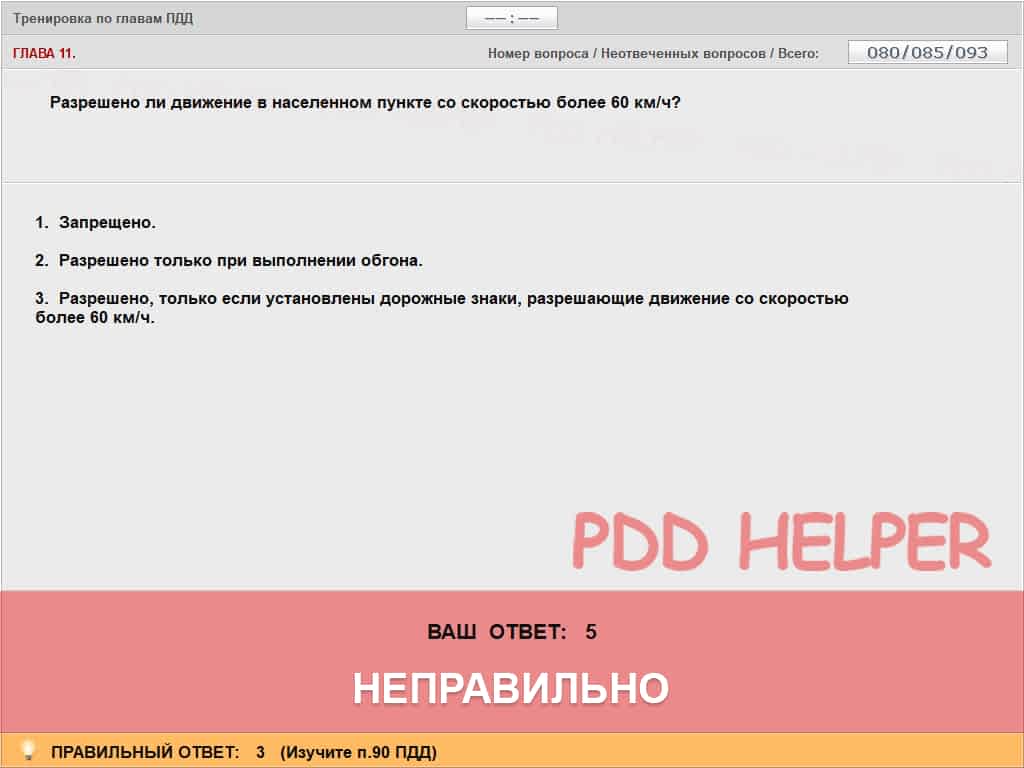 Тренировка по главам ПДД
––:––
ГЛАВА 11.
Номер вопроса / Неотвеченных вопросов / Всего:
080/085/093
Разрешено ли движение в населенном пункте со скоростью более 60 км/ч?
1. Запрещено.
2. Разрешено только при выполнении обгона.
3. Разрешено, только если установлены дорожные знаки, разрешающие движение со скоростью
более 60 км/ч.
PDD HELPER
ВАШ ОТВЕТ: 5
НЕПРАВИЛЬНО
ПРАВИЛЬНЫЙ ОТВЕТ: 3 (Изучите п.90 ПДД)